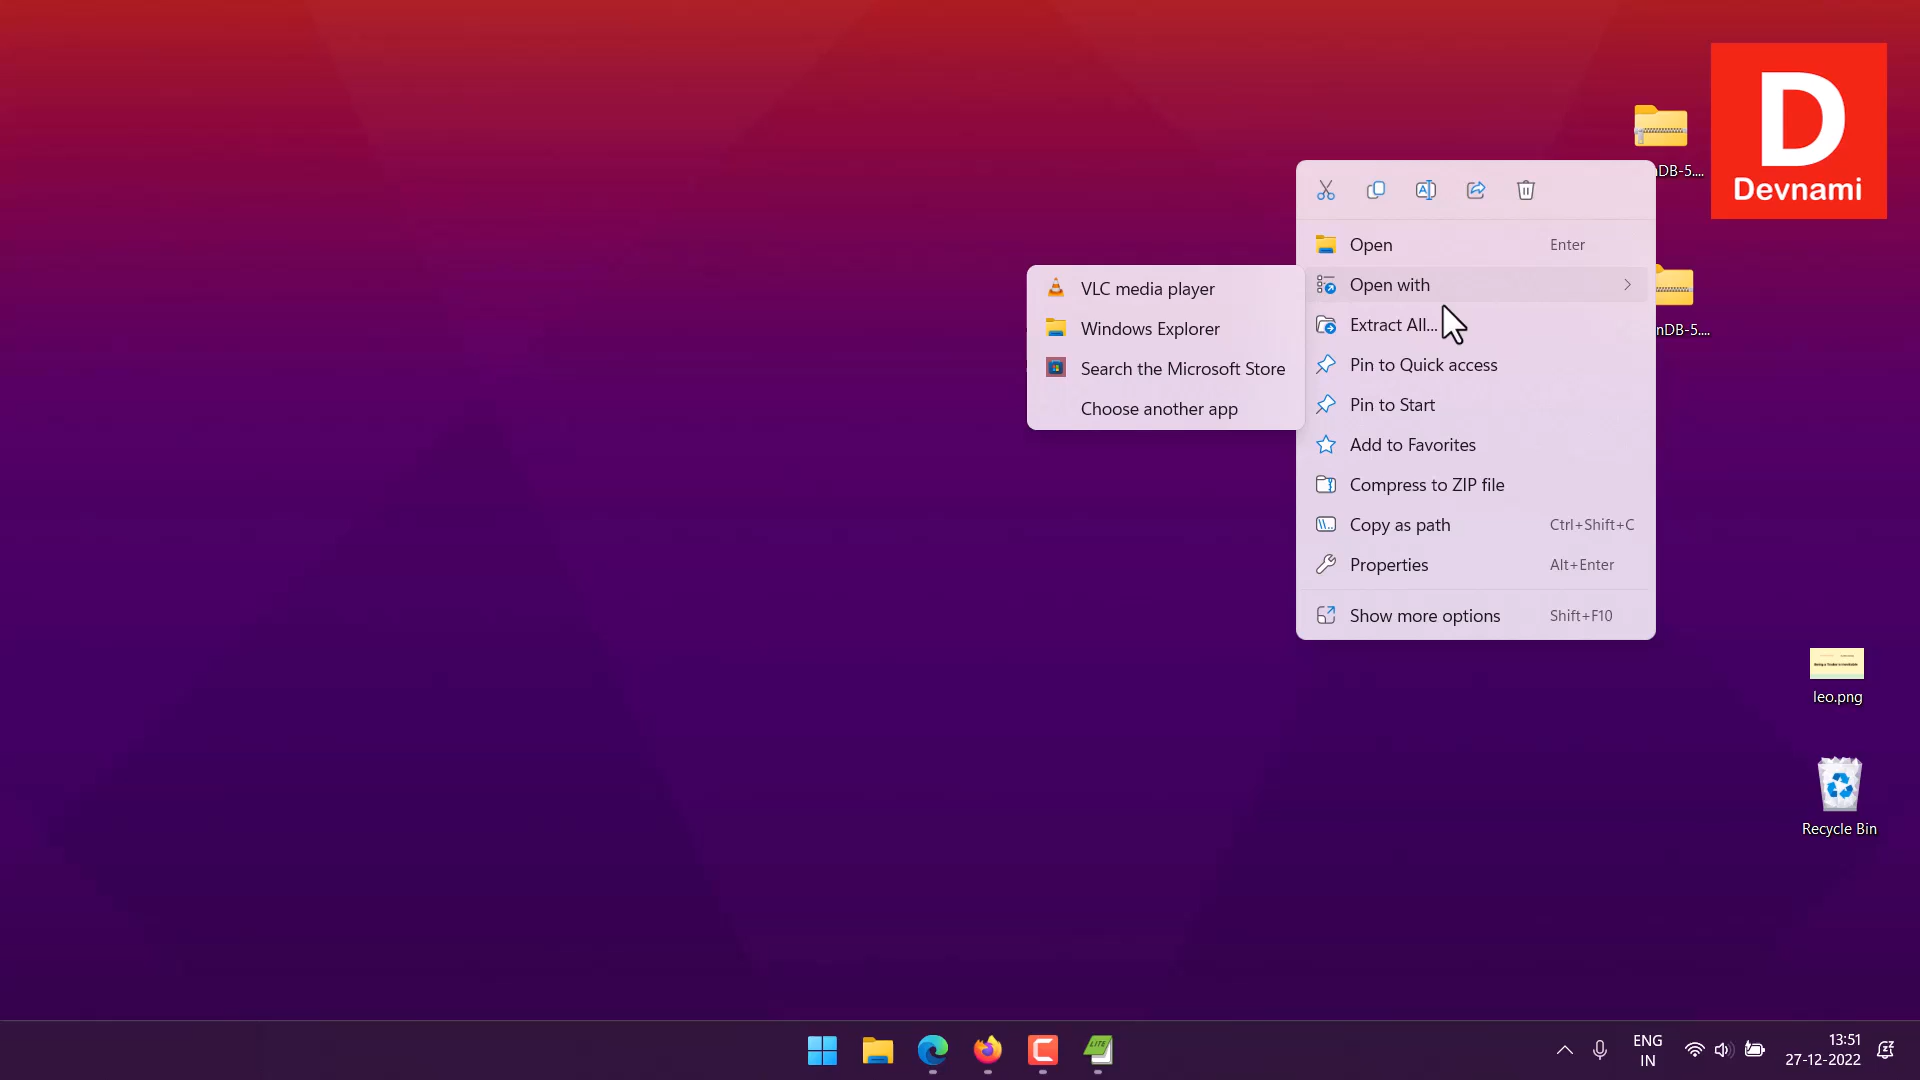 D
Devnami
nDB-5....
Open Enter
Open with
Extract All...
Pin to Quick access
Pin to Start
Add to Favorites
Compress to ZIP file
Copy as path Ctrl+Shift+C
Properties Alt+Enter
Show more options Shift+F10
VLC media player
Windows Explorer
Search the Microsoft Store
Choose another app
nDB-5....
leo.png
Recycle Bin
LITE
ENG
IN
13:51
27-12-2022